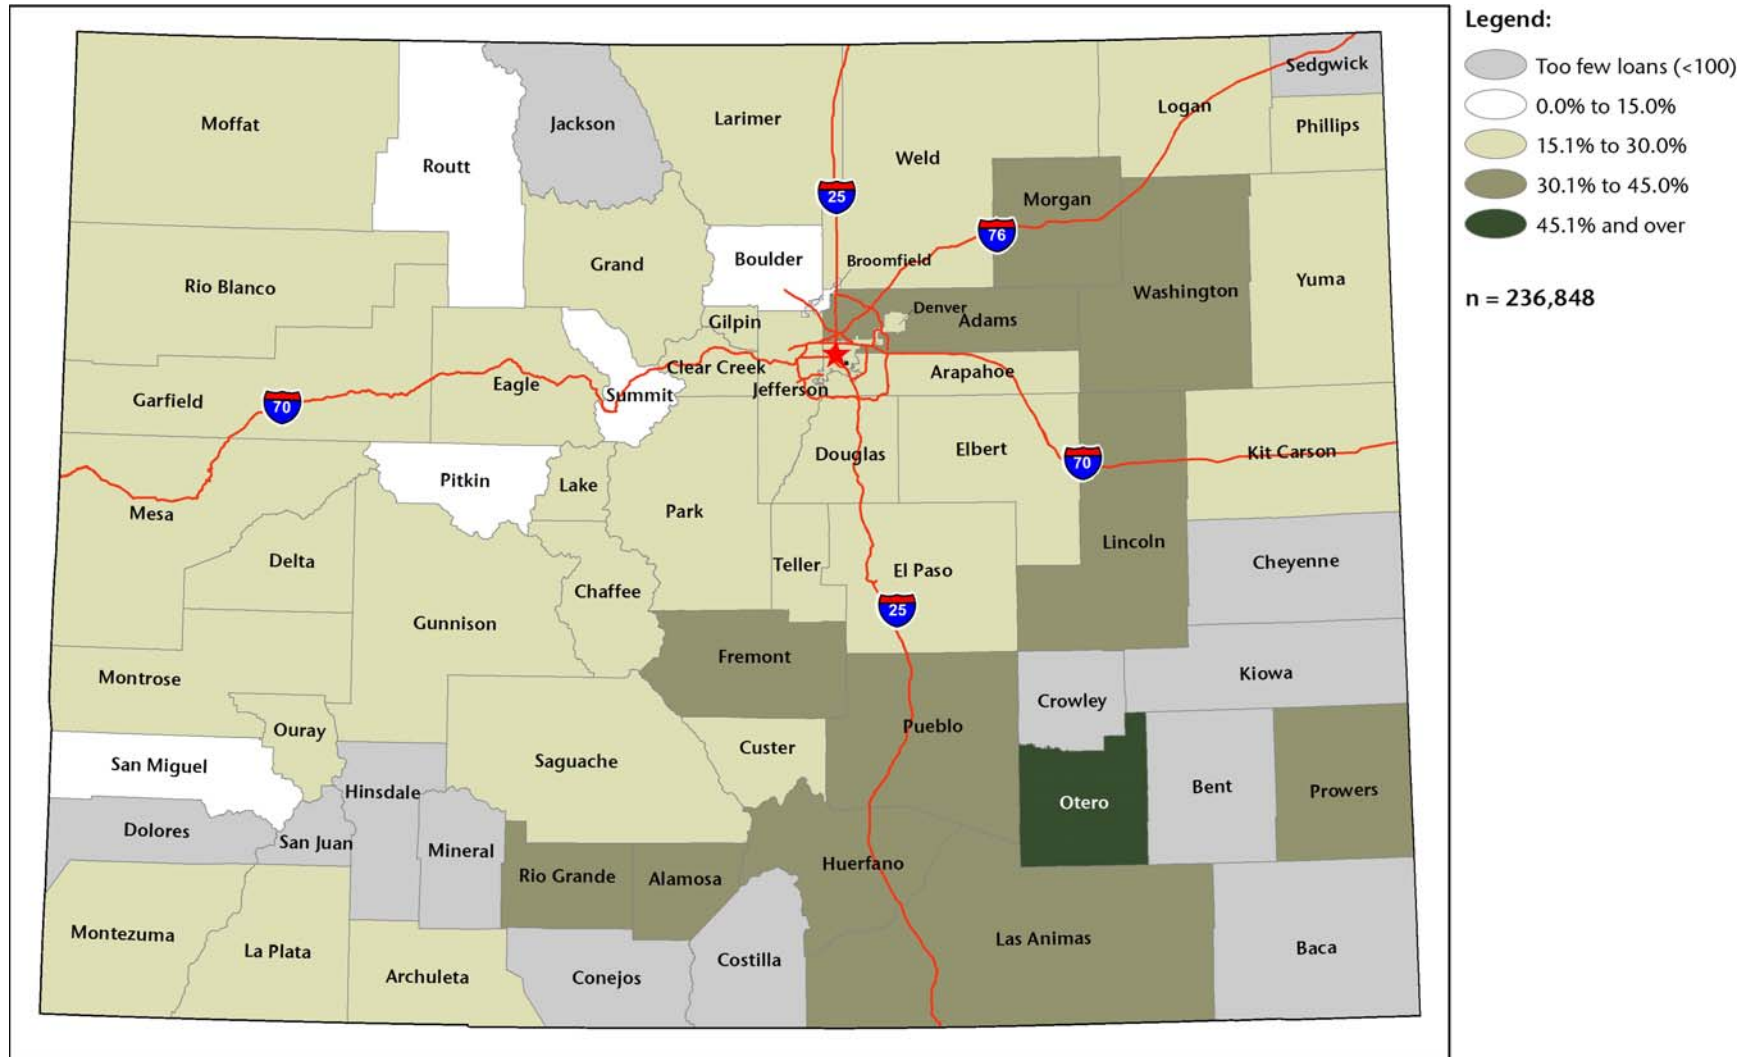 Legend:
Too few loans (<100)
0.0% to 15.0%
15.1% to 30.0%
30.1% to 45.0%
45.1% and over
n = 236,848
Moffat
Routt
Jackson
Larimer
Weld
Logan
Sedgwick
Phillips
Morgan
25
76
Rio Blanco
Grand
Boulder
Broomfield
Washington
Yuma
Gilpin
Denver
Adams
Garfield
70
Eagle
Summit
Clear Creek
Jefferson
Arapahoe
Pitkin
Lake
Douglas
Elbert
70
Kit Carson
Mesa
Park
Delta
Chaffee
Teller
El Paso
Lincoln
Cheyenne
Gunnison
25
Montrose
Fremont
Kiowa
Ouray
Crowley
Pueblo
San Miguel
Saguache
Custer
Hinsdale
Otero
Bent
Prowers
Dolores
San Juan
Mineral
Rio Grande
Alamosa
Huerfano
Montezuma
La Plata
Archuleta
Conejos
Costilla
Las Animas
Baca